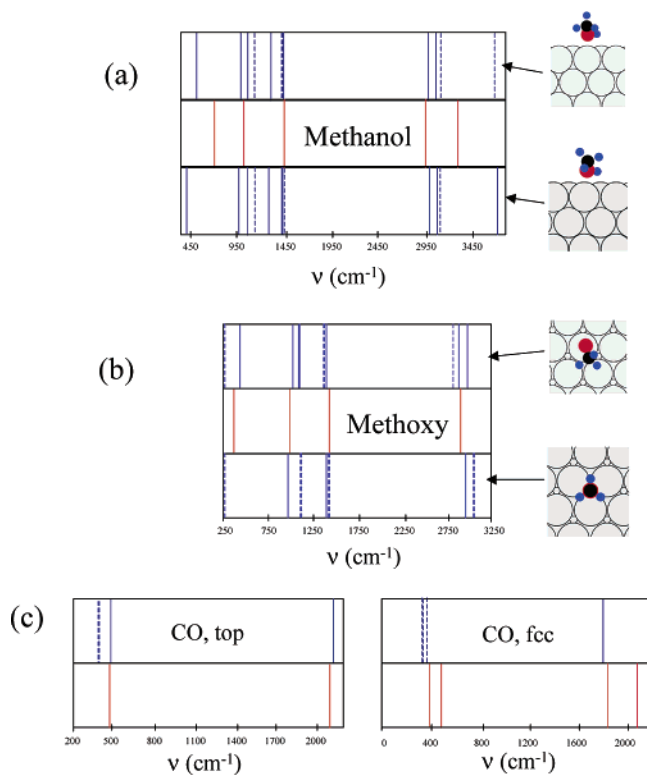 (a)
Methanol
450 950 1450 1950 2450 2950 3450
ν (cm-1)
(b)
Methoxy
250 750 1250 1750 2250 2750 3250
ν (cm-1)
(c)
CO, top
CO, fcc
200 500 800 1100 1400 1700 2000
0 400 800 1200 1600 2000
ν (cm-1)
ν (cm-1)